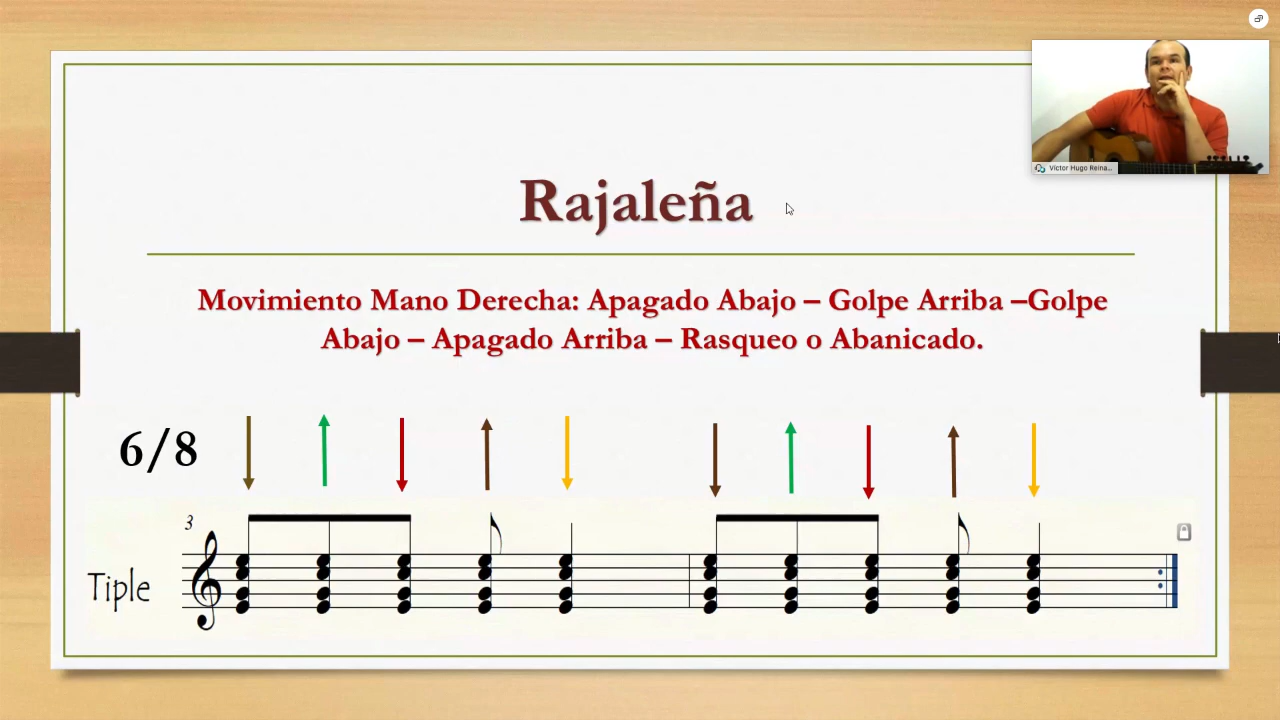 Victor Hugo Reina...
Rajaleña
Movimiento Mano Derecha: Apagado Abajo – Golpe Arriba –Golpe
Abajo – Apagado Arriba – Rasqueo o Abanicado.
6/8
3
Tiple